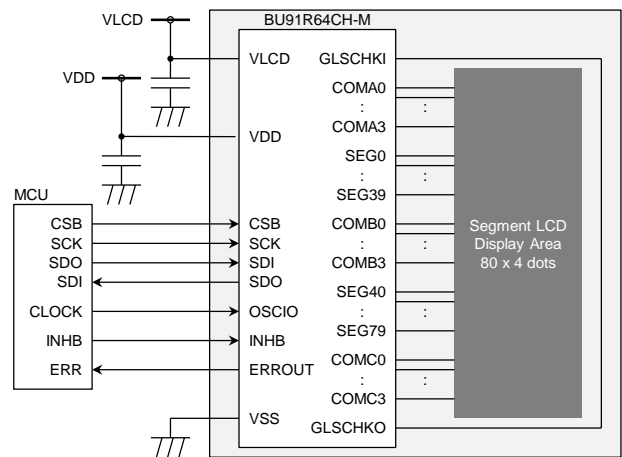 BU91R64CH-M
VLCD
VDD
VLCD
VDD
GLSCHKI
COMA0
:
:
COMA3
SEG0
:
:
SEG39
COMB0
:
:
COMB3
SEG40
:
:
SEG79
COMC0
:
:
COMC3
GLSCHKO
Segment LCD
Display Area
80 x 4 dots
MCU
CSB
CSB
SCK
SCK
SDO
SDI
SDI
SDO
CLOCK
OSCIO
INHB
INHB
ERR
ERROUT
VSS